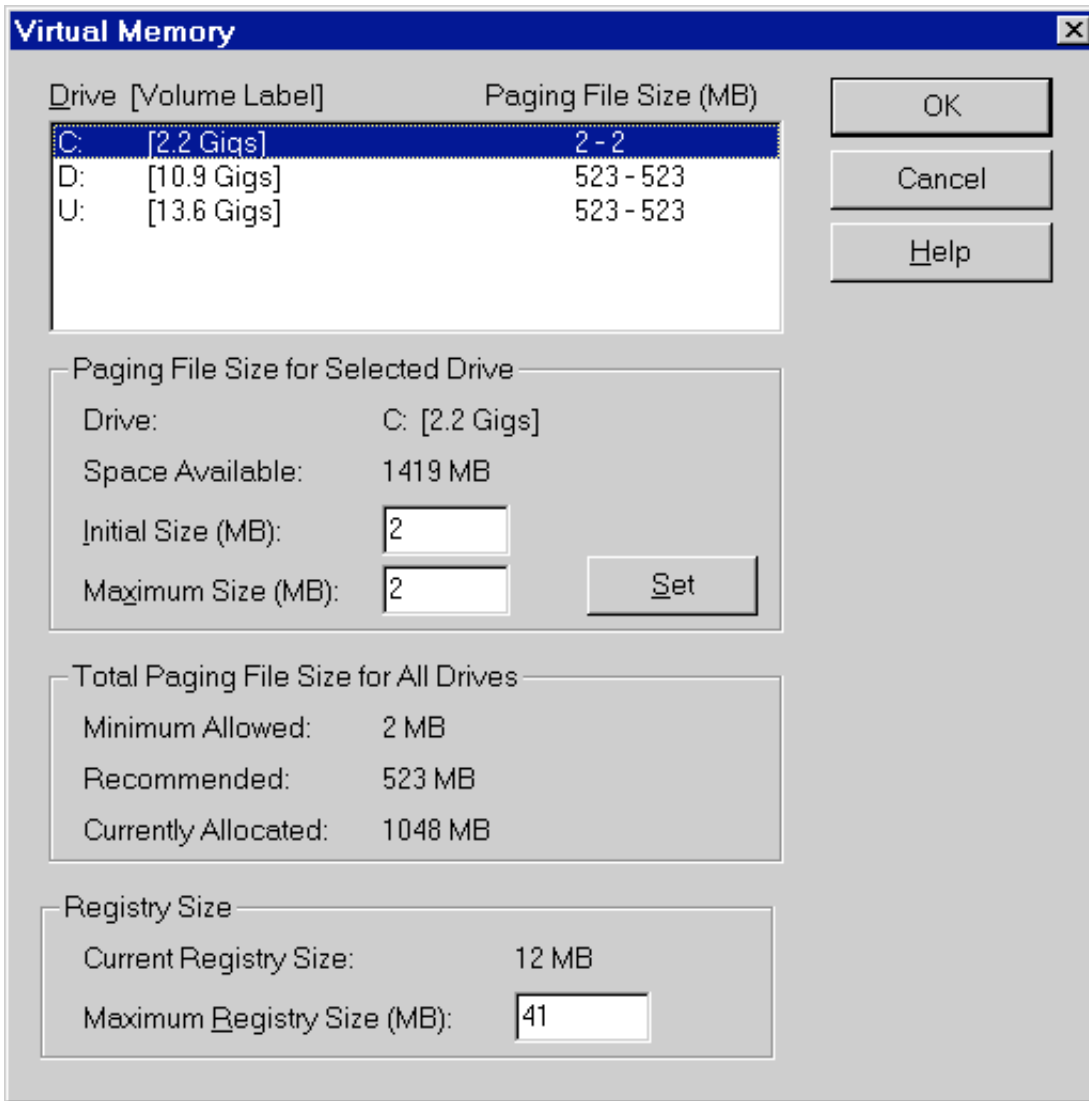 Virtual Memory
Drive [Volume Label] Paging File Size (MB)
C: [2.2 Gigs] 2 - 2
D: [10.9 Gigs] 523 - 523
U: [13.6 Gigs] 523 - 523
OK
Cancel
Help
Paging File Size for Selected Drive
Drive: C: [2.2 Gigs]
Space Available: 1419 MB
Initial Size (MB): 2
Maximum Size (MB): 2
Set
Total Paging File Size for All Drives
Minimum Allowed: 2 MB
Recommended: 523 MB
Currently Allocated: 1048 MB
Registry Size
Current Registry Size: 12 MB
Maximum Registry Size (MB): 41